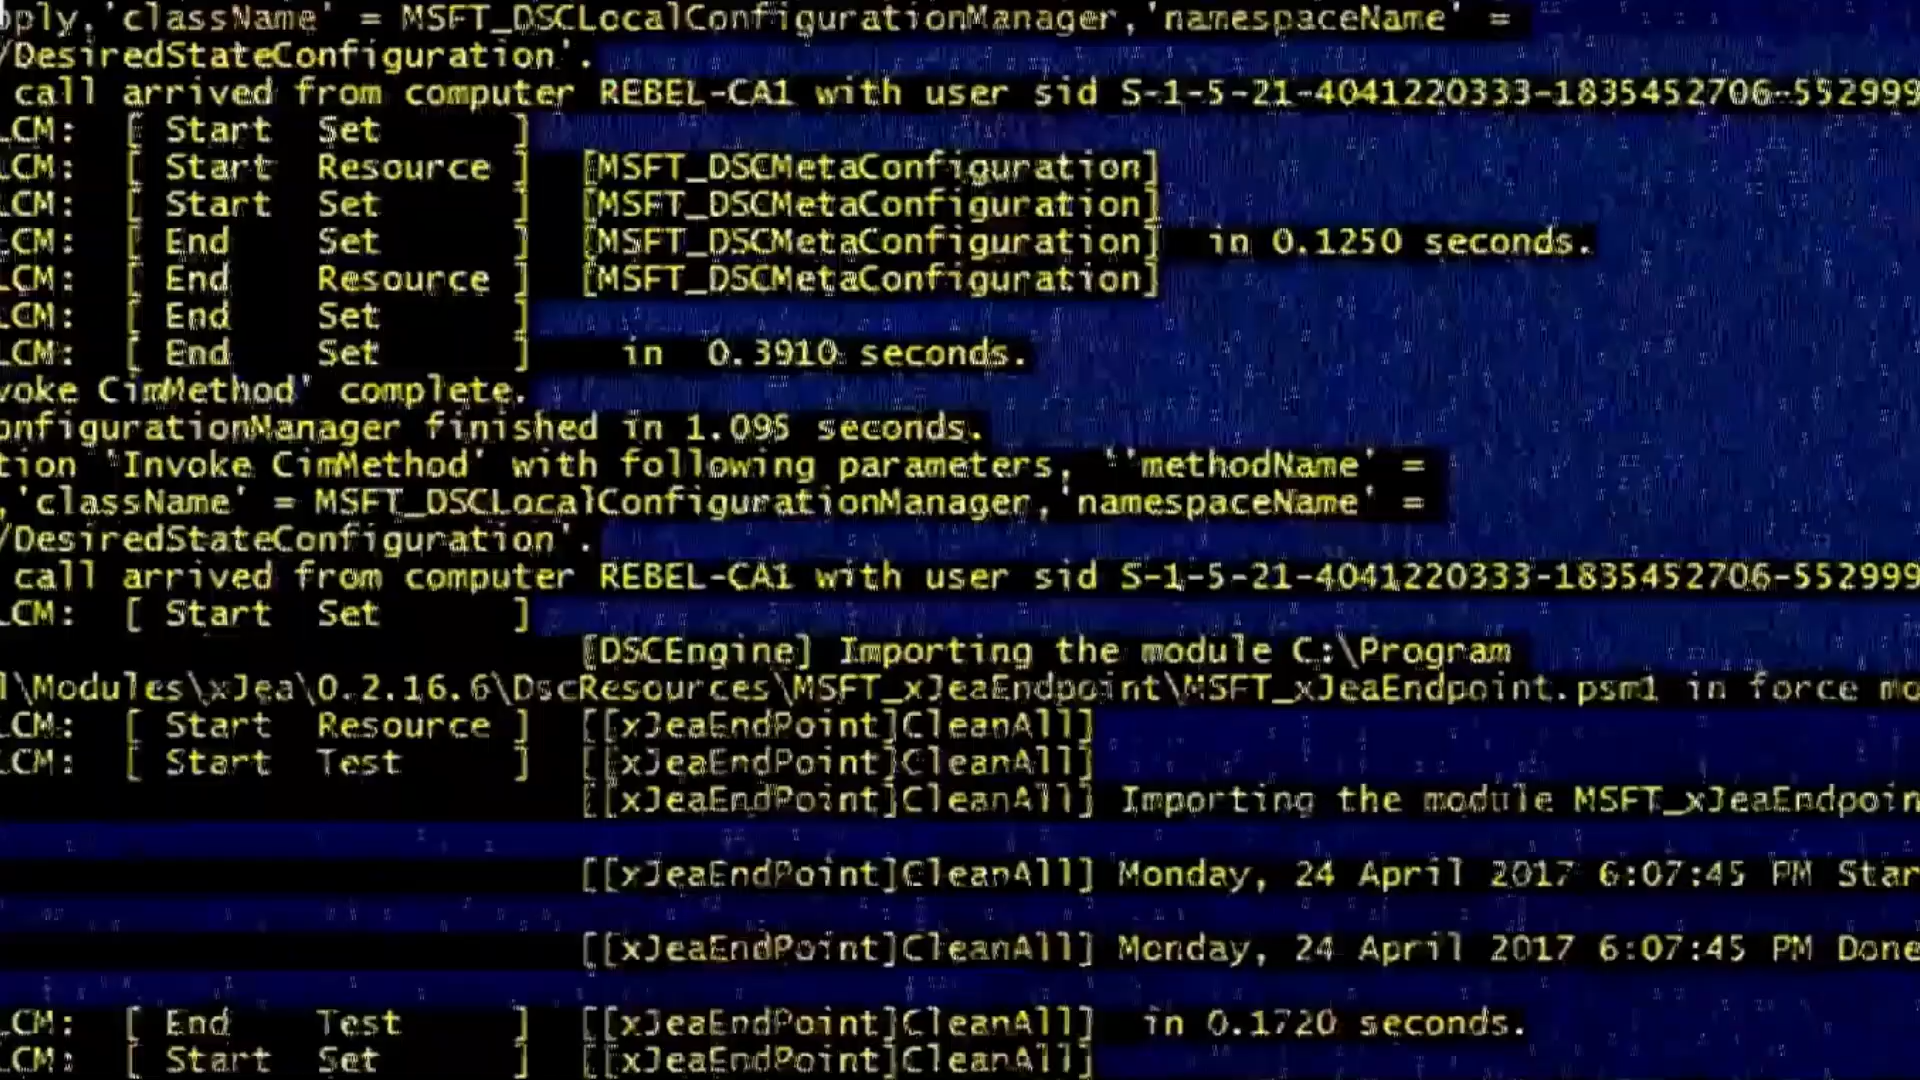 pply,'className' = MSFT_DSCLocalConfigurationManager,'namespaceName' =
/DesiredStateConfiguration'.
call arrived from computer REBEL-CA1 with user sid S-1-5-21-4041220333-1835452706-552999
LCM: [ Start Set ]
LCM: [ Start Resource ] [MSFT_DSCMetaConfiguration]
LCM: [ Start Set ] [MSFT_DSCMetaConfiguration]
LCM: [ End Set ] [MSFT_DSCMetaConfiguration] in 0.1250 seconds.
LCM: [ End Resource ] [MSFT_DSCMetaConfiguration]
LCM: [ End Set ]
LCM: [ End Set ] in 0.3910 seconds.
voke CimMethod' complete.
onfigurationManager finished in 1.095 seconds.
tion 'Invoke CimMethod' with following parameters, ''methodName' =
,'className' = MSFT_DSCLocalConfigurationManager,'namespaceName' =
/DesiredStateConfiguration'.
call arrived from computer REBEL-CA1 with user sid S-1-5-21-4041220333-1835452706-552999
LCM: [ Start Set ]
[DSCEngine] Importing the module C:\Program
l\Modules\xJea\0.2.16.6\DscResources\MSFT_xJeaEndpoint\MSFT_xJeaEndpoint.psm1 in force mo
LCM: [ Start Resource ] [[xJeaEndPoint]CleanAll]
LCM: [ Start Test ] [[xJeaEndPoint]CleanAll]
[[xJeaEndPoint]CleanAll] Importing the module MSFT_xJeaEndpoin
[[xJeaEndPoint]CleanAll] Monday, 24 April 2017 6:07:45 PM Star
[[xJeaEndPoint]CleanAll] Monday, 24 April 2017 6:07:45 PM Done
LCM: [ End Test ] [[xJeaEndPoint]CleanAll] in 0.1720 seconds.
LCM: [ Start Set ] [[xJeaEndPoint]CleanAll]